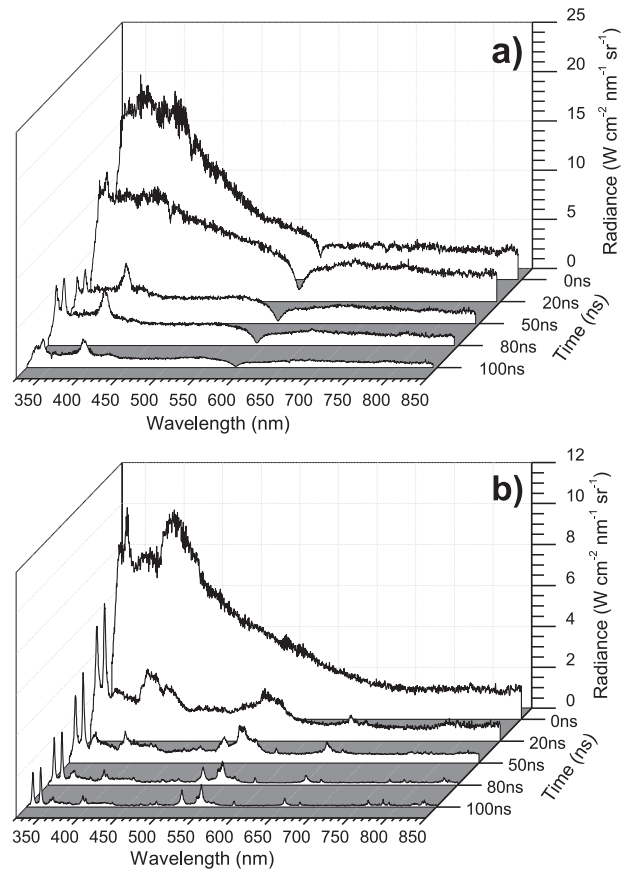 a)
25
20
15
10
5
0
Radiance (W cm⁻² nm⁻¹ sr⁻¹)
0ns
20ns
50ns
80ns
100ns
Time (ns)
350 400 450 500 550 600 650 700 750 800 850
Wavelength (nm)
b)
12
10
8
6
4
2
0
Radiance (W cm⁻² nm⁻¹ sr⁻¹)
0ns
20ns
50ns
80ns
100ns
Time (ns)
350 400 450 500 550 600 650 700 750 800 850
Wavelength (nm)